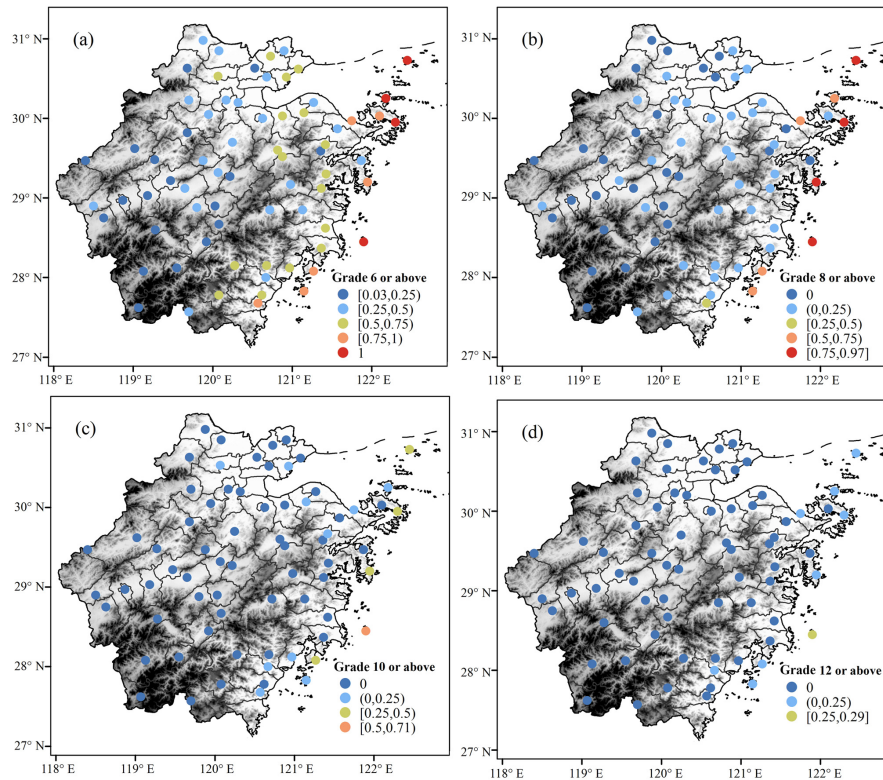 (a)
31° N
30° N
29° N
28° N
27° N
Grade 6 or above
[0.03,0.25)
[0.25,0.5)
[0.5,0.75)
[0.75,1)
1
118° E 119° E 120° E 121° E 122° E
(b)
31° N
30° N
29° N
28° N
27° N
Grade 8 or above
0
(0,0.25)
[0.25,0.5)
[0.5,0.75)
[0.75,0.97]
118° E 119° E 120° E 121° E 122° E
(c)
31° N
30° N
29° N
28° N
27° N
Grade 10 or above
0
(0,0.25)
[0.25,0.5)
[0.5,0.71)
118° E 119° E 120° E 121° E 122° E
(d)
31° N
30° N
29° N
28° N
27° N
Grade 12 or above
0
(0,0.25)
[0.25,0.29]
118° E 119° E 120° E 121° E 122° E